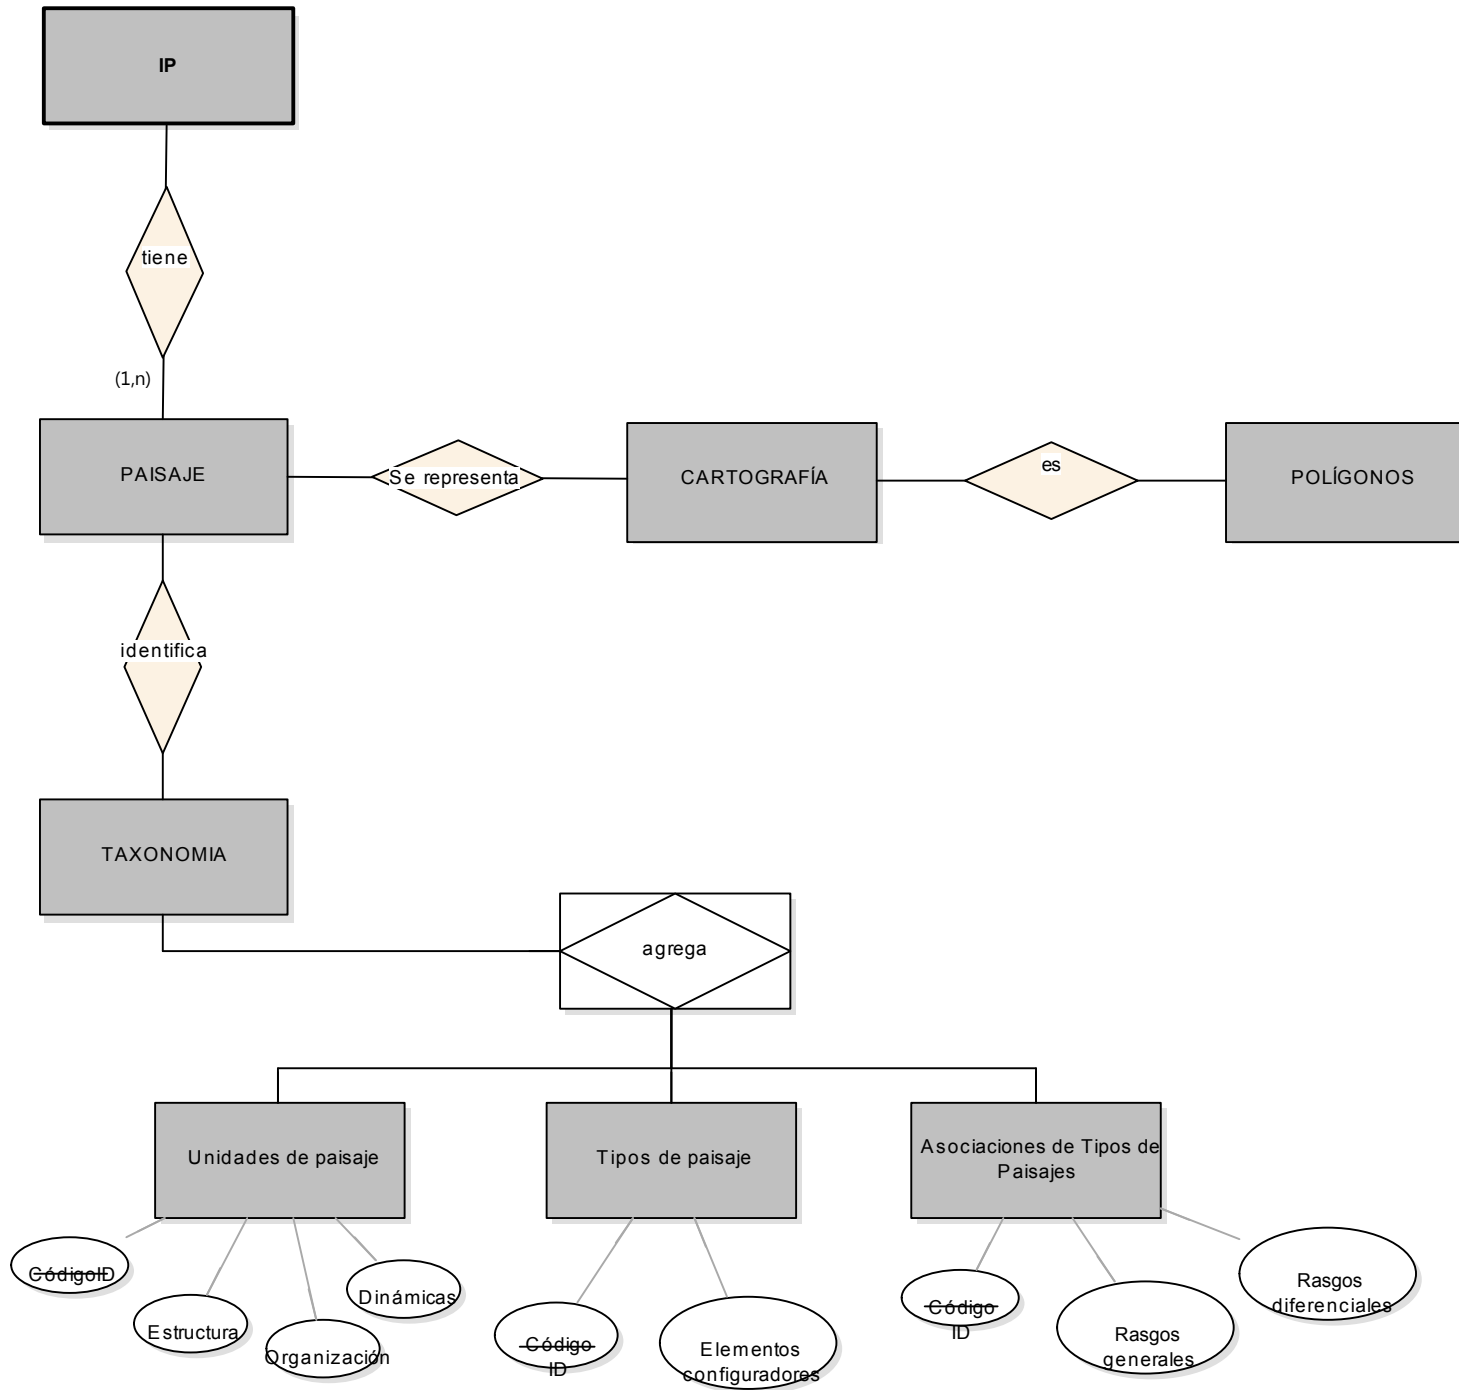 IP
tiene
(1,n)
PAISAJE
Se representa
CARTOGRAFÍA
es
POLÍGONOS
identifica
TAXONOMIA
agrega
Unidades de paisaje
Tipos de paisaje
Asociaciones de Tipos de
Paisajes
CódigoID
Estructura
Organización
Dinámicas
Código
ID
Elementos
configuradores
Código
ID
Rasgos
generales
Rasgos
diferenciales